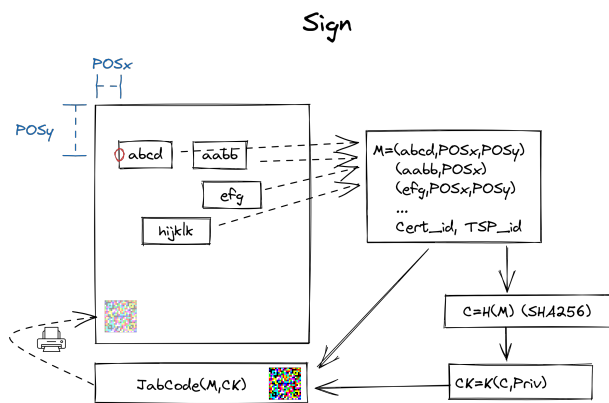 Sign
POSx
POSy
abcd
aabb
efg
hijklk
M=(abcd,POSx,POSy)
(aabb,POSx)
(efg,POSx,POSy)
...
Cert_id, TSP_id
C=H(M) (SHA256)
CK=K(C,Priv)
JabCode(M,CK)